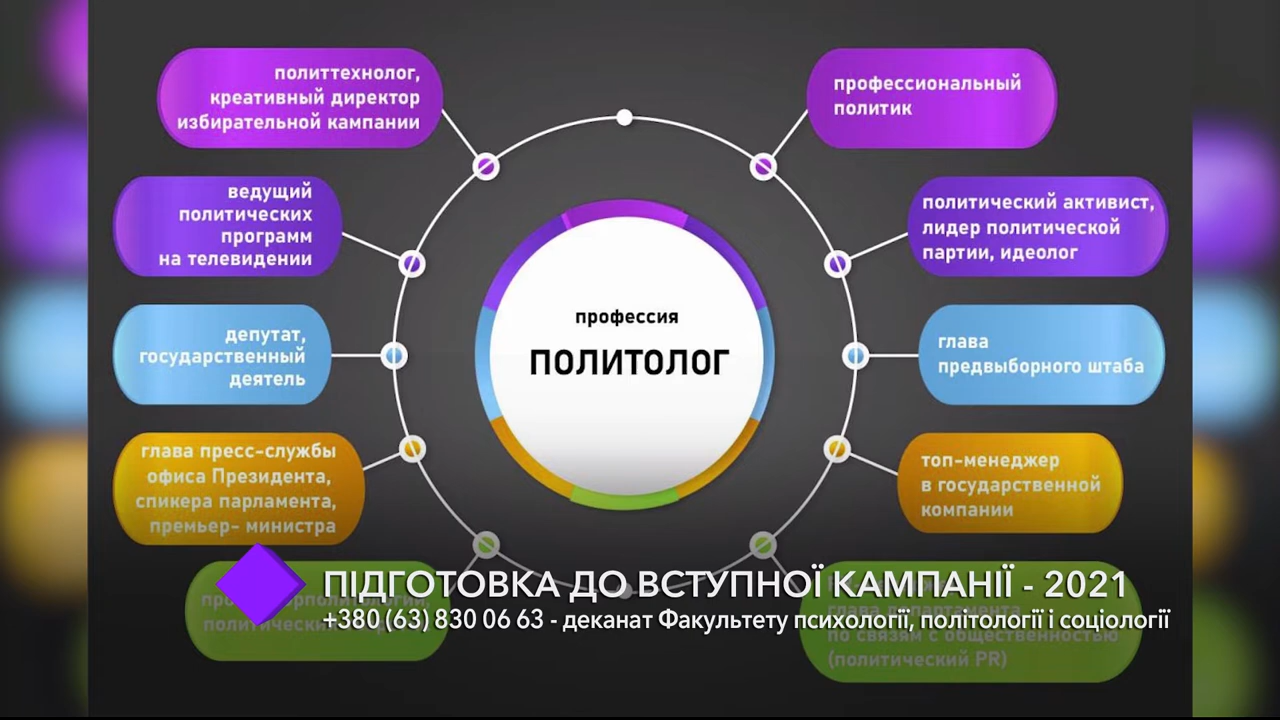 политтехнолог,
креативный директор
избирательной кампании
профессиональный
политик
ведущий
политических
программ
на телевидении
политический активист,
лидер политической
партии, идеолог
депутат,
государственный
деятель
профессия
ПОЛИТОЛОГ
глава
предвыборного штаба
глава пресс-службы
офиса Президента,
спикера парламента,
премьер- министра
топ-менеджер
в государственной
компании
ПІДГОТОВКА ДО ВСТУПНОЇ КАМПАНІЇ - 2021
+380 (63) 830 06 63 - деканат Факультету психології, політології і соціології
глава департамента
по связям с общественностью
(политический PR)